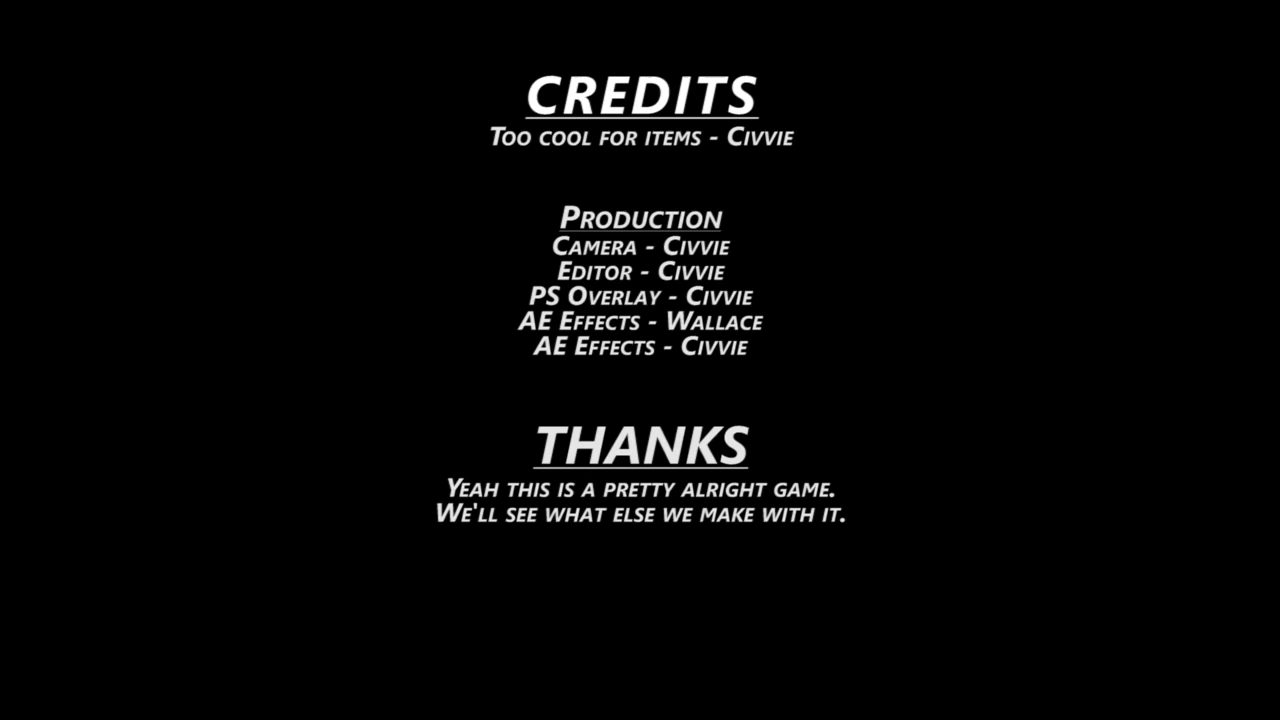 CREDITS
Too cool for items - Civvie
Production
Camera - Civvie
Editor - Civvie
PS Overlay - Civvie
AE Effects - Wallace
AE Effects - Civvie
THANKS
Yeah this is a pretty alright game.
We'll see what else we make with it.